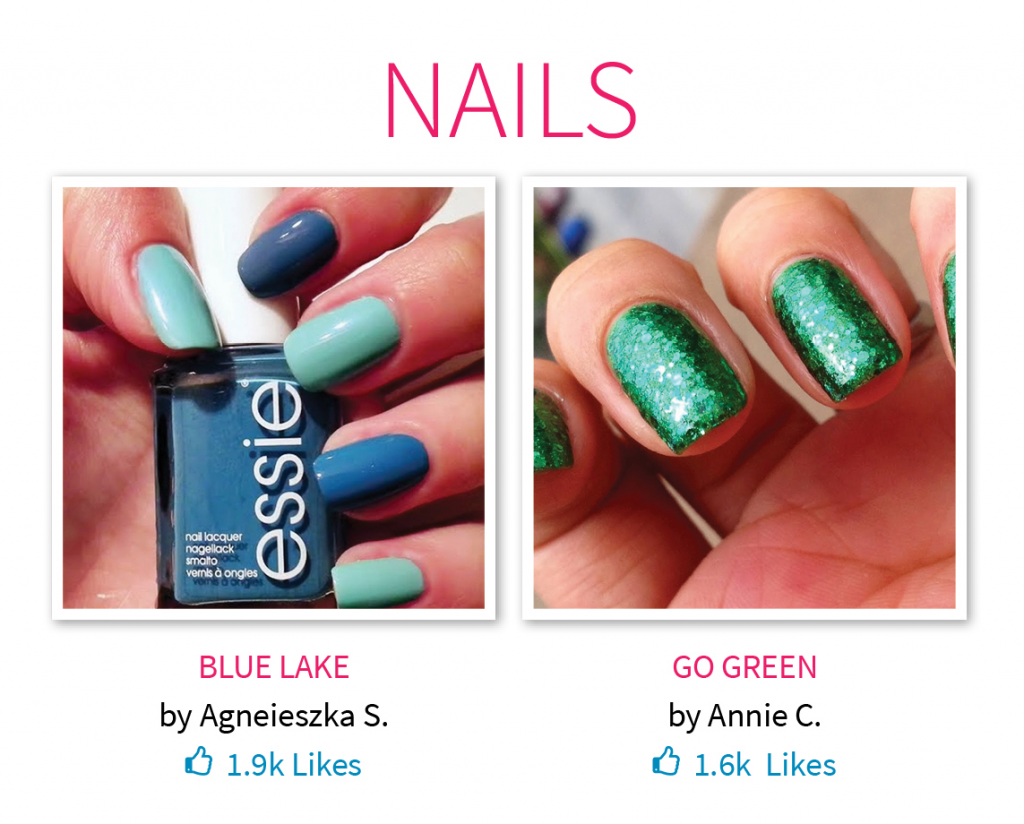 NAILS
essie®
nail lacquer
nagellack
smalto
vernis à ongles
BLUE LAKE
by Agneieszka S.
1.9k Likes
GO GREEN
by Annie C.
1.6k Likes